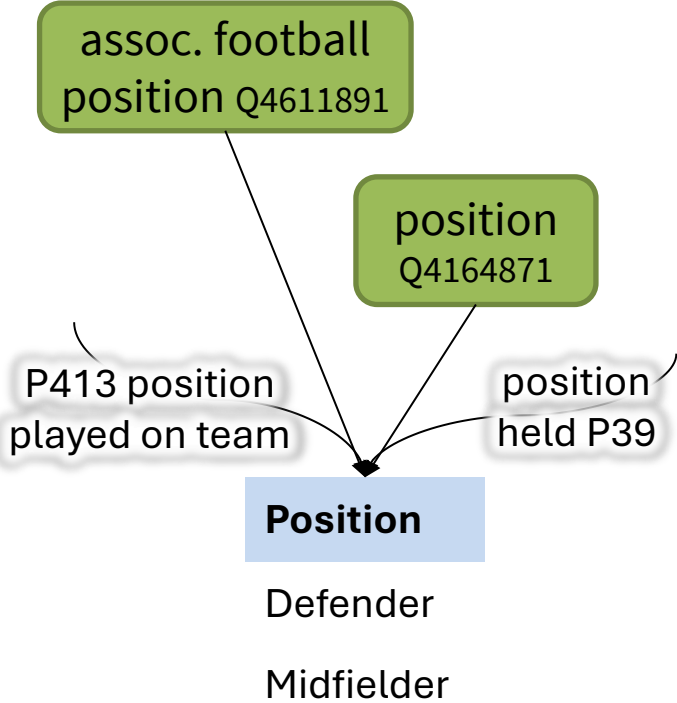 assoc. football
position Q4611891
position
Q4164871
P413 position
played on team
position
held P39
Position
Defender
Midfielder